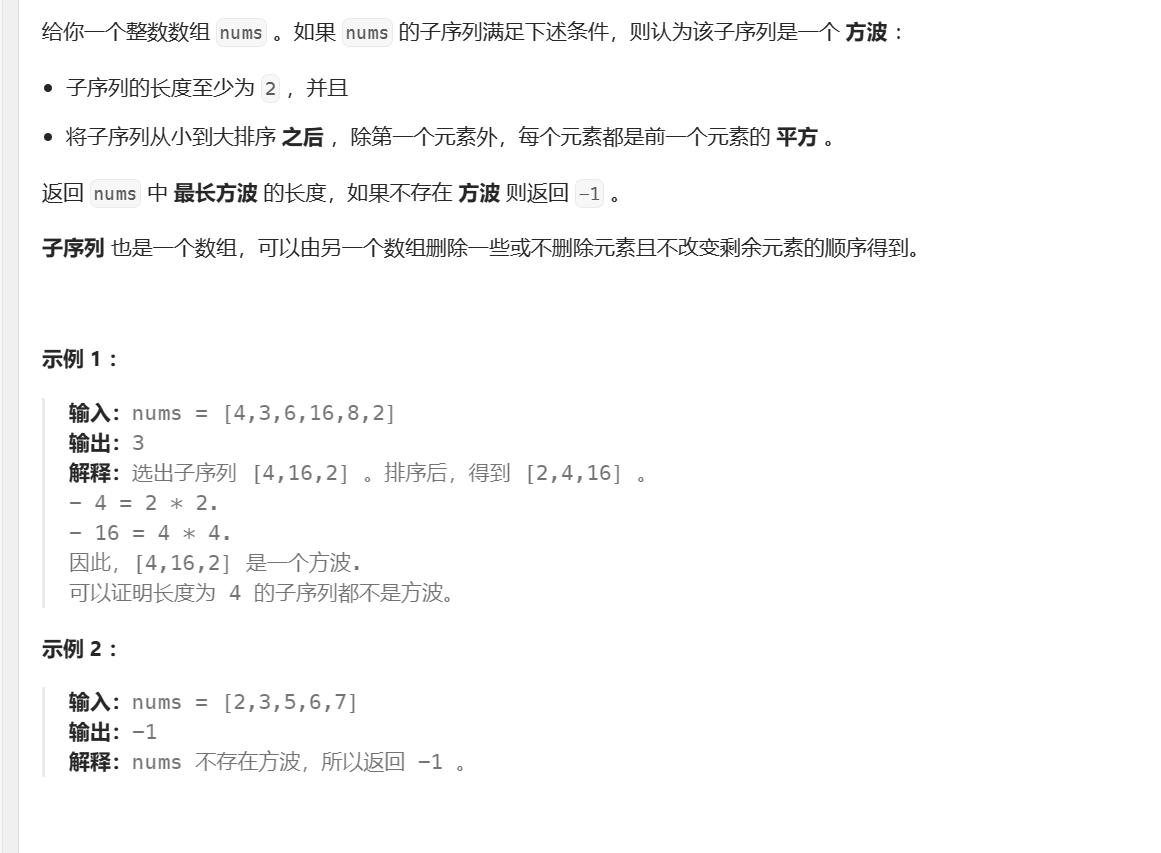 给你一个整数数组 nums 。如果 nums 的子序列满足下述条件，则认为该子序列是一个 方波 ：
• 子序列的长度至少为 2 ，并且
• 将子序列从小到大排序 之后 ，除第一个元素外，每个元素都是前一个元素的 平方 。
返回 nums 中 最长方波 的长度，如果不存在 方波 则返回 -1 。
子序列 也是一个数组，可以由另一个数组删除一些或不删除元素且不改变剩余元素的顺序得到。
示例 1 ：
输入：nums = [4,3,6,16,8,2]
输出：3
解释：选出子序列 [4,16,2] 。排序后，得到 [2,4,16] 。
- 4 = 2 * 2.
- 16 = 4 * 4.
因此，[4,16,2] 是一个方波.
可以证明长度为 4 的子序列都不是方波。
示例 2 ：
输入：nums = [2,3,5,6,7]
输出：-1
解释：nums 不存在方波，所以返回 -1 。